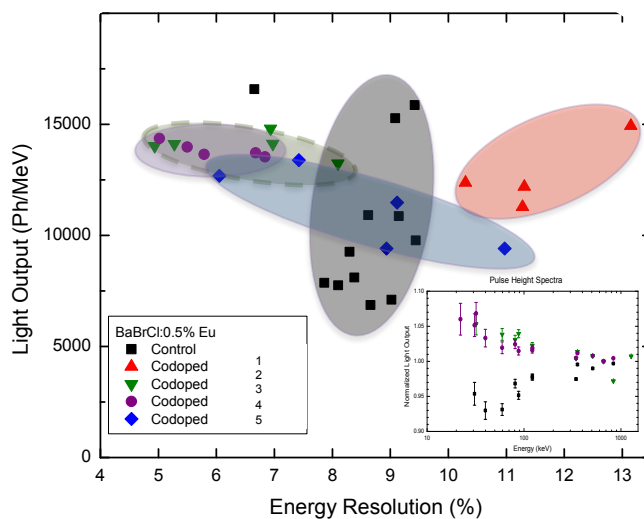 20000
15000
10000
5000
0
Light Output (Ph/MeV)
BaBrCl:0.5% Eu
Control
Codoped 1
Codoped 2
Codoped 3
Codoped 4
5
4 5 6 7 8 9 10 11 12 13
Energy Resolution (%)
Pulse Height Spectra
1.10
1.05
1.00
0.95
0.90
Normalized Light Output
10 100 1000
Energy (keV)